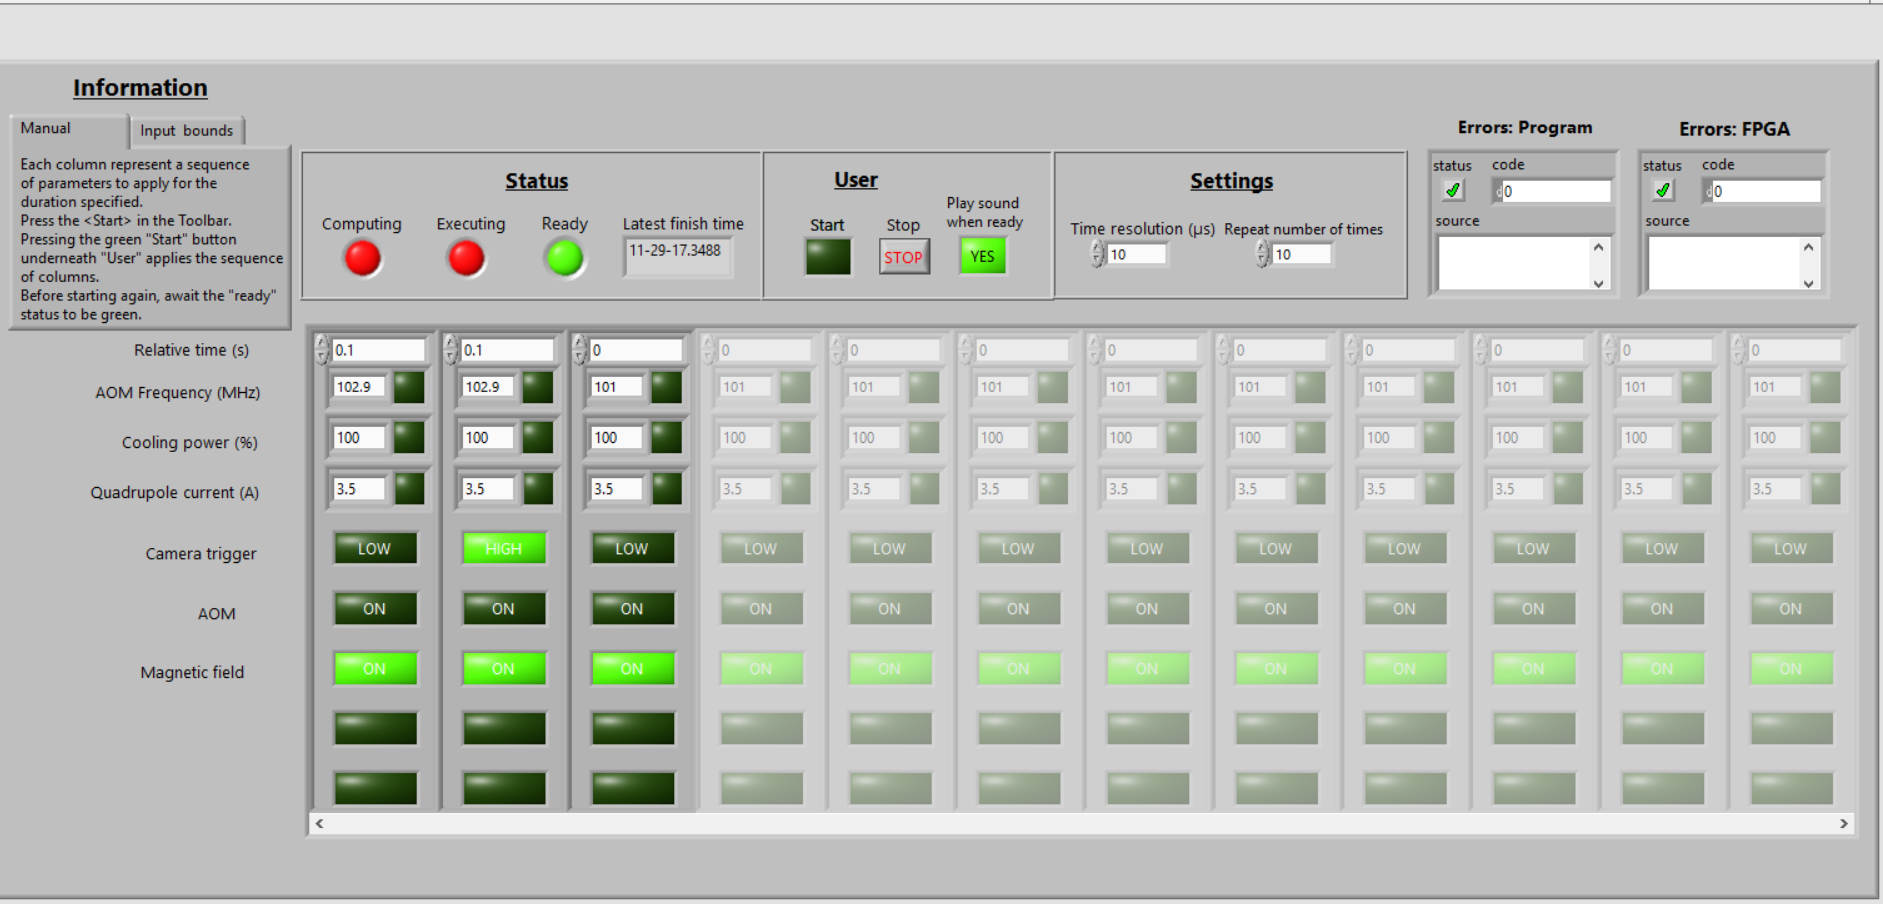 Information
Manual
Input bounds
Each column represent a sequence
of parameters to apply for the
duration specified.
Press the <Start> in the Toolbar.
Pressing the green "Start" button
underneath "User" applies the sequence
of columns.
Before starting again, await the "ready"
status to be green.
Status
Computing Executing Ready Latest finish time
11-29-17.3488
User
Start Stop Play sound
when ready
STOP YES
Settings
Time resolution (µs) Repeat number of times
10 10
Errors: Program
status code
d 0
source
Errors: FPGA
status code
d 0
source
Relative time (s) 0.1 0.1 0 0 0 0 0 0 0 0 0 0
AOM Frequency (MHz) 102.9 102.9 101 101 101 101 101 101 101 101 101 101
Cooling power (%) 100 100 100 100 100 100 100 100 100 100 100 100
Quadrupole current (A) 3.5 3.5 3.5 3.5 3.5 3.5 3.5 3.5 3.5 3.5 3.5 3.5
Camera trigger LOW HIGH LOW LOW LOW LOW LOW LOW LOW LOW LOW LOW
AOM ON ON ON ON ON ON ON ON ON ON ON ON
Magnetic field ON ON ON ON ON ON ON ON ON ON ON ON